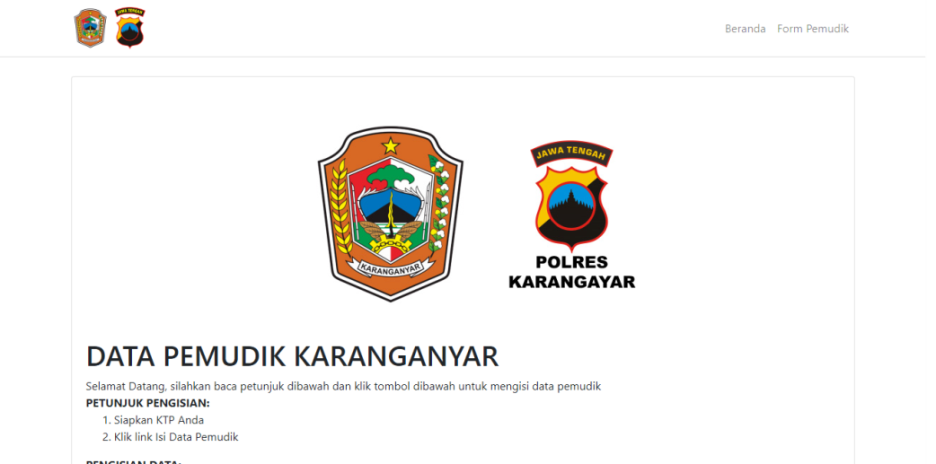 JAWA TENGAH
Beranda Form Pemudik
JAWA TENGAH
KARANGANYAR
POLRES
KARANGAYAR
DATA PEMUDIK KARANGANYAR
Selamat Datang, silahkan baca petunjuk dibawah dan klik tombol dibawah untuk mengisi data pemudik
PETUNJUK PENGISIAN:
1. Siapkan KTP Anda
2. Klik link Isi Data Pemudik
PENGISIAN DATA: